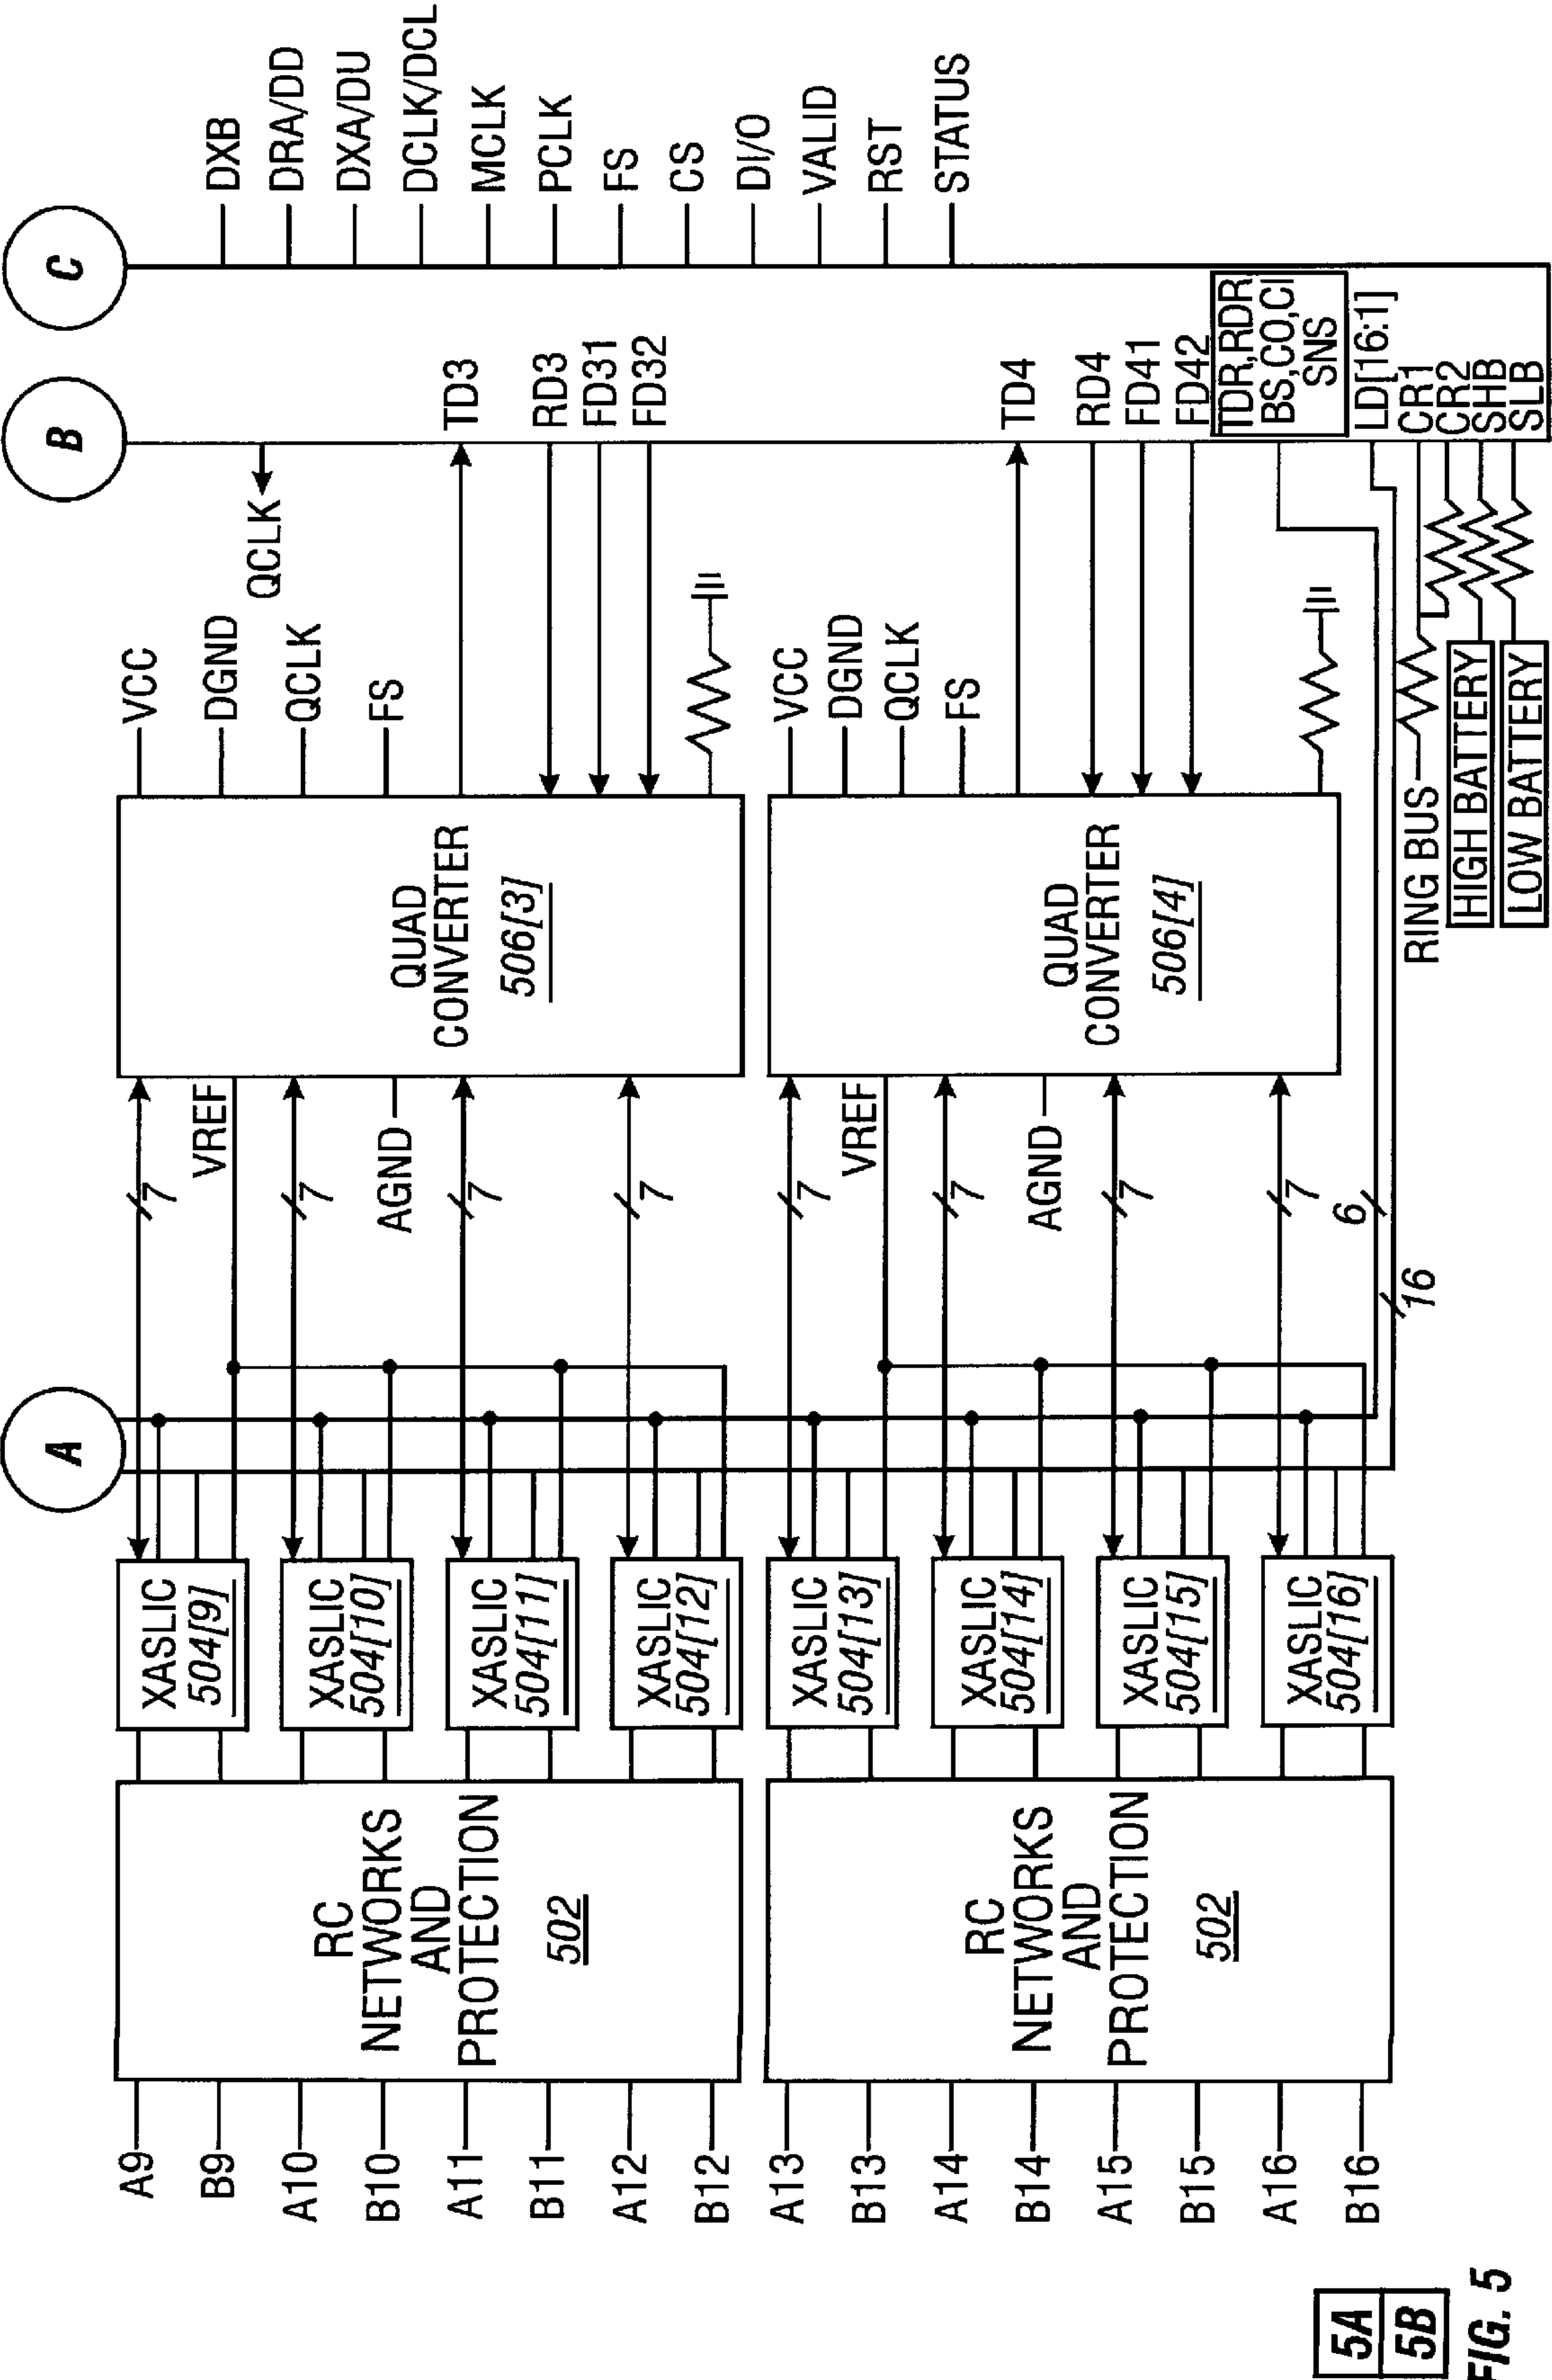 A
B
C
A9
B9
A10
B10
A11
B11
A12
B12
RC
NETWORKS
AND
PROTECTION
502
XASLIC
504[9]
XASLIC
504[10]
XASLIC
504[11]
XASLIC
504[12]
7
VREF
7
AGND
7
7
QUAD
CONVERTER
506[3]
VCC
DGND
QCLK
FS
QCLK
TD3
RD3
FD31
FD32
DXB
DRA/DD
DXA/DU
DCLK/DCL
MCLK
PCLK
FS
CS
DI/O
VALID
RST
STATUS
A13
B13
A14
B14
A15
B15
A16
B16
RC
NETWORKS
AND
PROTECTION
502
XASLIC
504[13]
XASLIC
504[14]
XASLIC
504[15]
XASLIC
504[16]
7
VREF
7
AGND
7
7
6
16
QUAD
CONVERTER
506[4]
VCC
DGND
QCLK
FS
TD4
RD4
FD41
FD42
TDR,RDR
BS,CO,CI
SNS
LD[16:1]
CR1
CR2
SHB
SLB
RING BUS
HIGH BATTERY
LOW BATTERY
5A
5B
FIG. 5